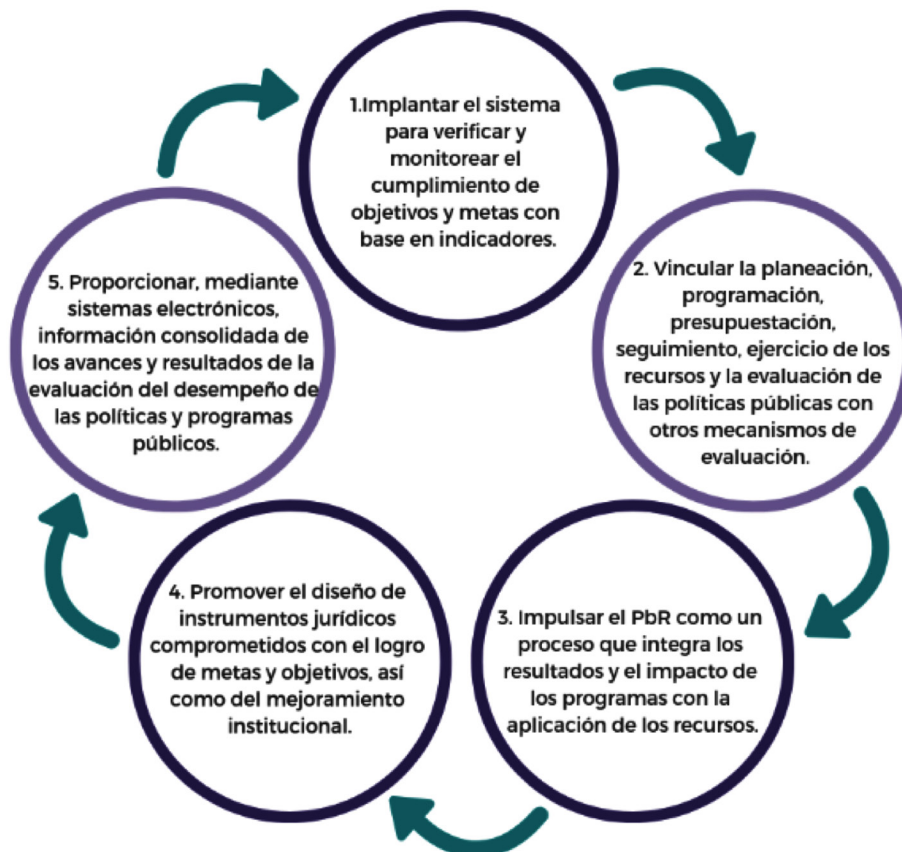 1.Implantar el sistema
para verificar y
monitorear el
cumplimiento de
objetivos y metas con
base en indicadores.
2. Vincular la planeación,
programación,
presupuestación,
seguimiento, ejercicio de los
recursos y la evaluación de
las políticas públicas con
otros mecanismos de
evaluación.
3. Impulsar el PbR como un
proceso que integra los
resultados y el impacto de
los programas con la
aplicación de los recursos.
4. Promover el diseño de
instrumentos jurídicos
comprometidos con el logro
de metas y objetivos, así
como del mejoramiento
institucional.
5. Proporcionar, mediante
sistemas electrónicos,
información consolidada de
los avances y resultados de la
evaluación del desempeño de
las políticas y programas
públicos.